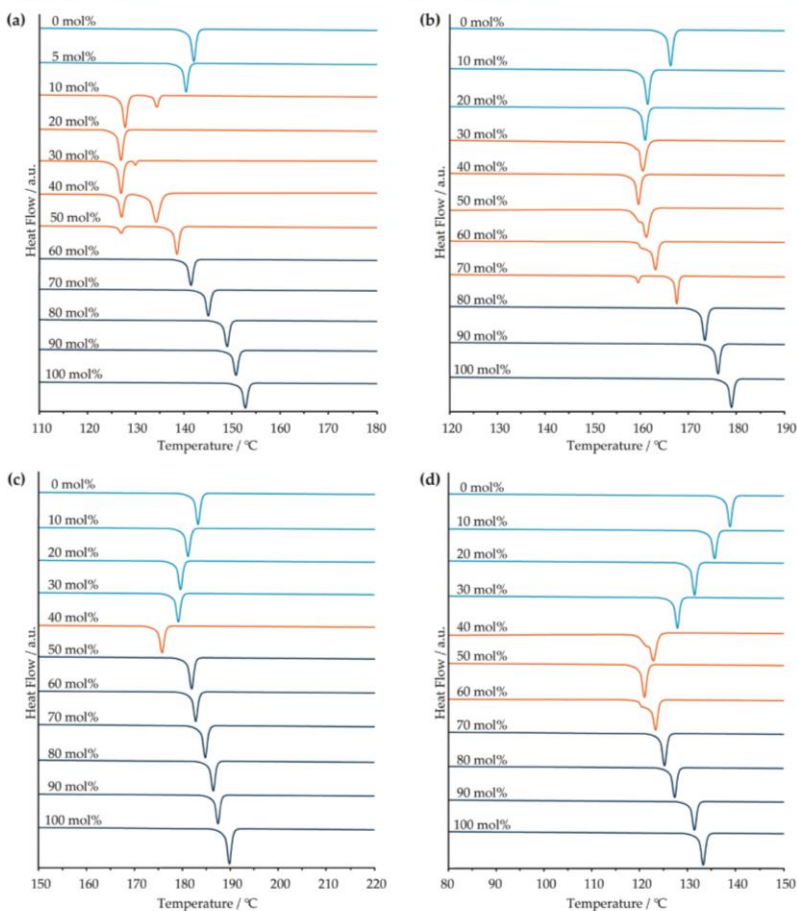 (a)
0 mol%
5 mol%
10 mol%
20 mol%
30 mol%
40 mol%
50 mol%
60 mol%
70 mol%
80 mol%
90 mol%
100 mol%
Heat Flow / a.u.
110 120 130 140 150 160 170 180
Temperature / °C
(b)
0 mol%
10 mol%
20 mol%
30 mol%
40 mol%
50 mol%
60 mol%
70 mol%
80 mol%
90 mol%
100 mol%
Heat Flow / a.u.
120 130 140 150 160 170 180 190
Temperature / °C
(c)
0 mol%
10 mol%
20 mol%
30 mol%
40 mol%
50 mol%
60 mol%
70 mol%
80 mol%
90 mol%
100 mol%
Heat Flow / a.u.
150 160 170 180 190 200 210 220
Temperature / °C
(d)
0 mol%
10 mol%
20 mol%
30 mol%
40 mol%
50 mol%
60 mol%
70 mol%
80 mol%
90 mol%
100 mol%
Heat Flow / a.u.
80 90 100 110 120 130 140 150
Temperature / °C